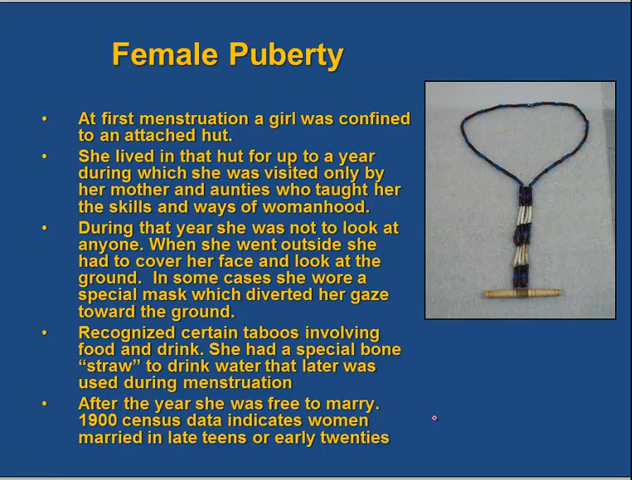 Female Puberty
• At first menstruation a girl was confined
to an attached hut.
• She lived in that hut for up to a year
during which she was visited only by
her mother and aunties who taught her
the skills and ways of womanhood.
• During that year she was not to look at
anyone. When she went outside she
had to cover her face and look at the
ground. In some cases she wore a
special mask which diverted her gaze
toward the ground.
• Recognized certain taboos involving
food and drink. She had a special bone
“straw” to drink water that later was
used during menstruation
• After the year she was free to marry.
1900 census data indicates women
married in late teens or early twenties